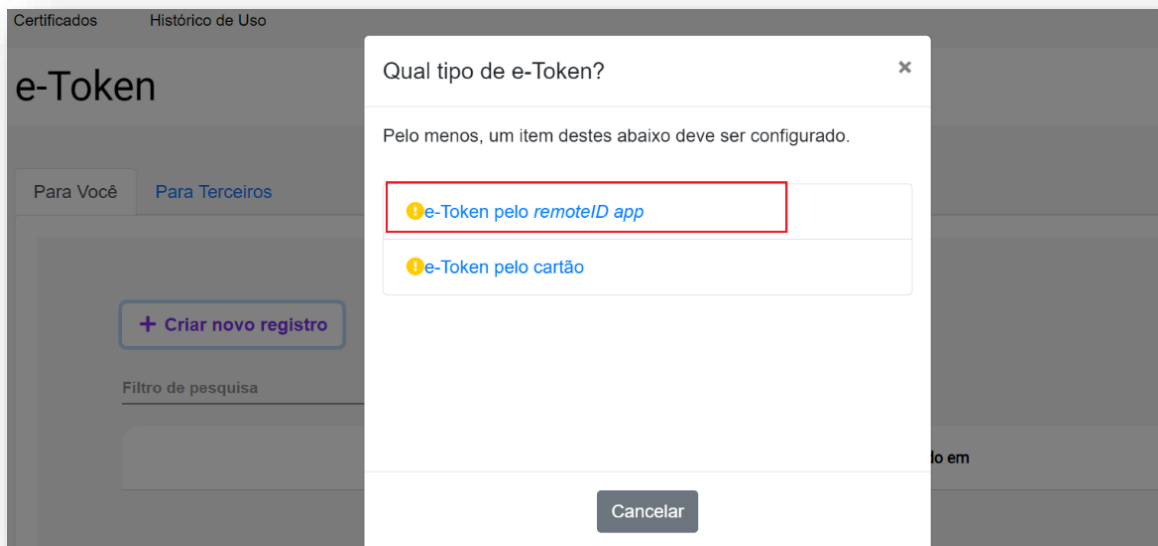 Certificados Histórico de Uso
e-Token
Qual tipo de e-Token? ×
Pelo menos, um item destes abaixo deve ser configurado.
Para Você Para Terceiros
e-Token pelo remoteID app
e-Token pelo cartão
+ Criar novo registro
Filtro de pesquisa
do em
Cancelar